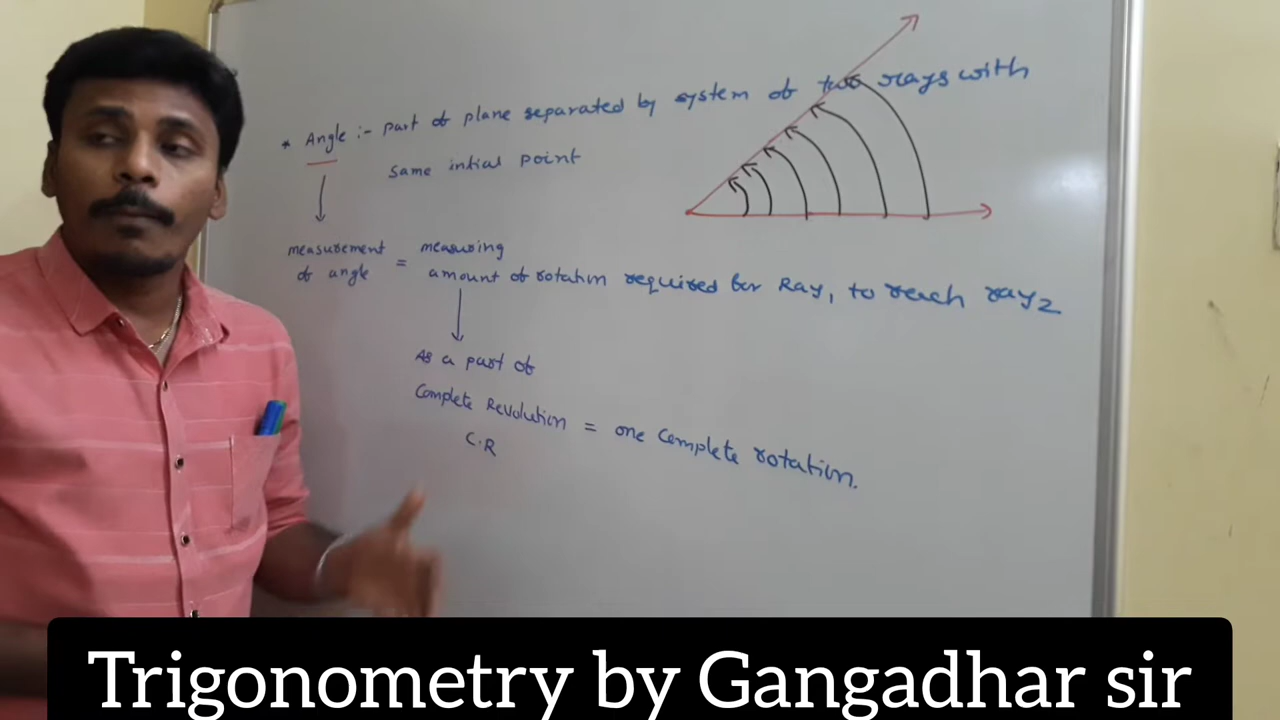 * Angle :- part of plane separated by system of two rays with
same intial point
measurement of angle = measuring
amount of rotation required for Ray1 to reach ray2
As a part of
Complete Revolution = one Complete rotation.
C.R
Trigonometry by Gangadhar sir